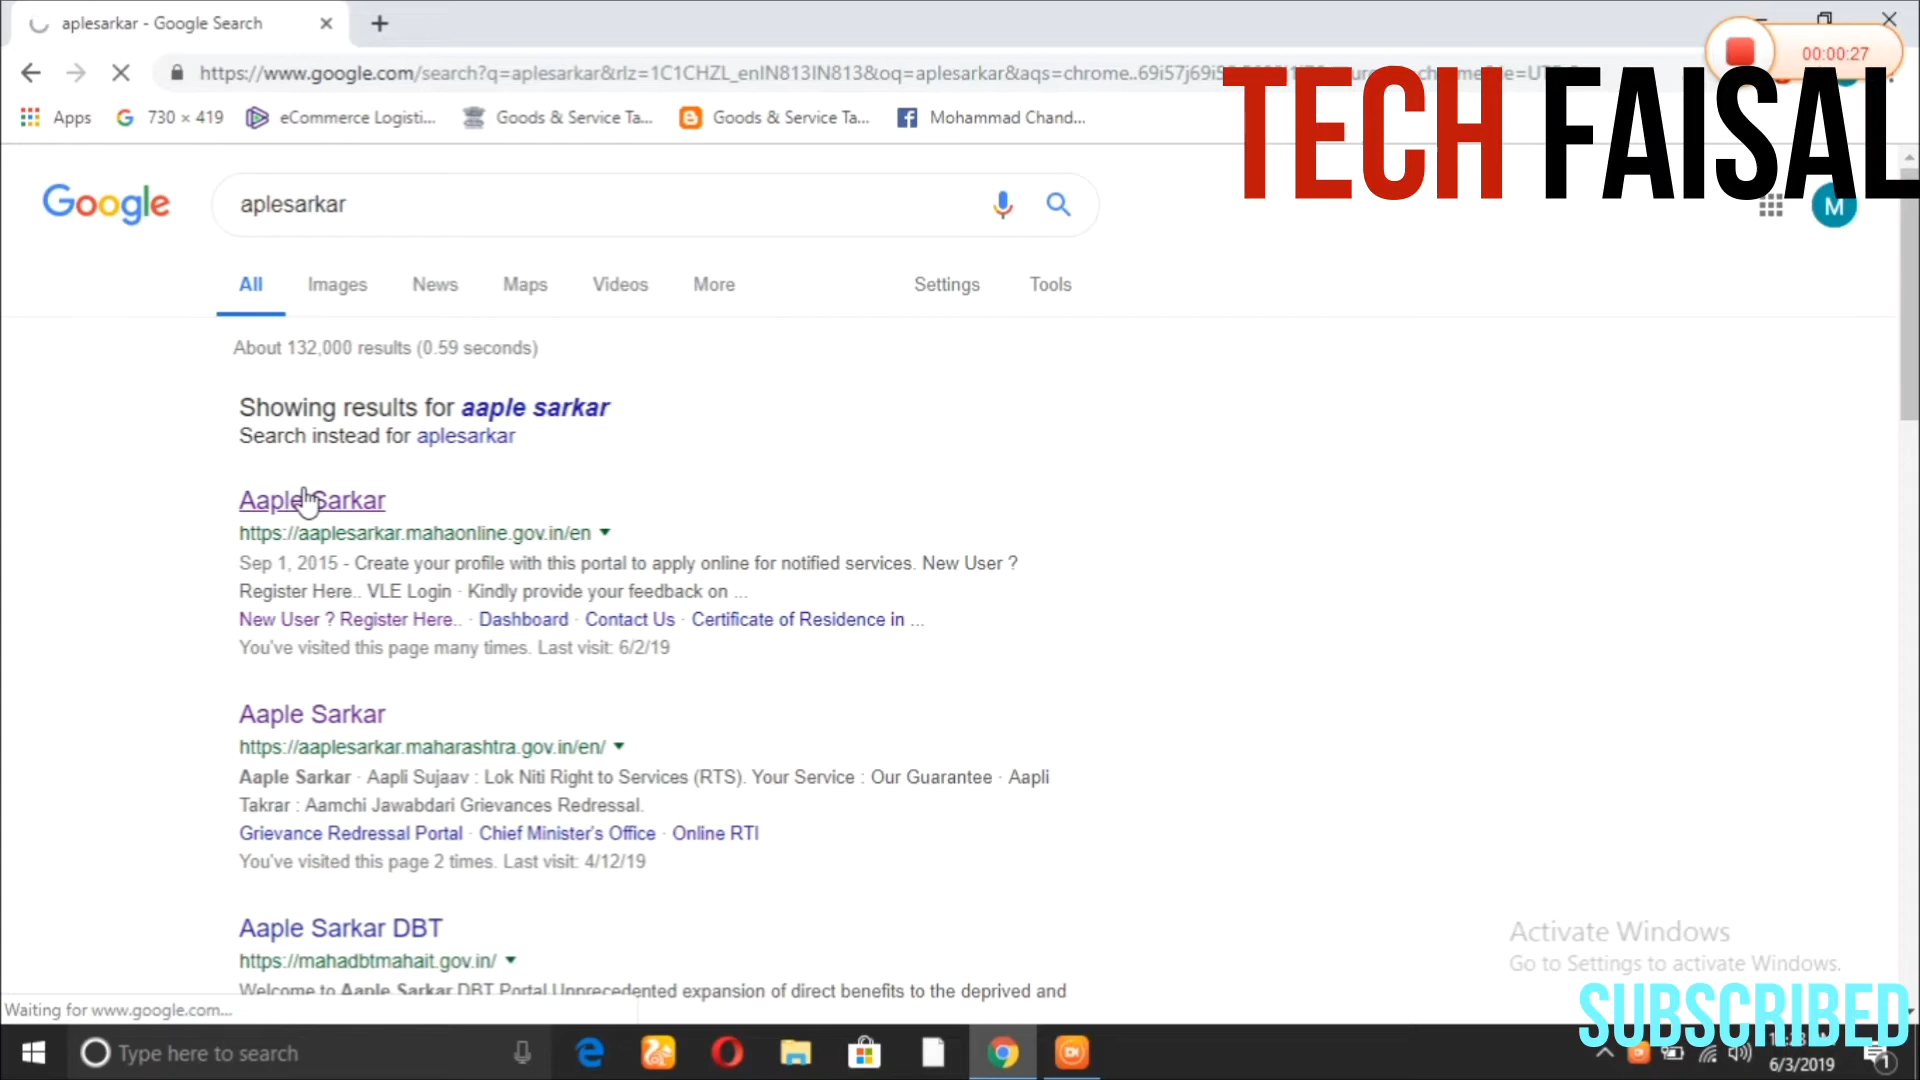 aplesarkar - Google Search
00:00:27
https://www.google.com/search?q=aplesarkar&rlz=1C1CHZL_enIN813IN813&oq=aplesarkar&aqs=chrome..69i57j69i5
TECH FAISAL
Apps
730 × 419
eCommerce Logisti...
Goods & Service Ta...
Goods & Service Ta...
Mohammad Chand...
Google
aplesarkar
M
All
Images
News
Maps
Videos
More
Settings
Tools
About 132,000 results (0.59 seconds)
Showing results for aaple sarkar
Search instead for aplesarkar
Aaple Sarkar
https://aaplesarkar.mahaonline.gov.in/en
Sep 1, 2015 - Create your profile with this portal to apply online for notified services. New User ?
Register Here.. VLE Login · Kindly provide your feedback on ...
New User ? Register Here.. · Dashboard · Contact Us · Certificate of Residence in ...
You've visited this page many times. Last visit: 6/2/19
Aaple Sarkar
https://aaplesarkar.maharashtra.gov.in/en/
Aaple Sarkar · Aapli Sujaav : Lok Niti Right to Services (RTS). Your Service : Our Guarantee · Aapli
Takrar : Aamchi Jawabdari Grievances Redressal.
Grievance Redressal Portal · Chief Minister's Office · Online RTI
You've visited this page 2 times. Last visit: 4/12/19
Aaple Sarkar DBT
https://mahadbtmahait.gov.in/
Welcome to Aaple Sarkar DBT Portal Unprecedented expansion of direct benefits to the deprived and
Activate Windows
Go to Settings to activate Windows.
Waiting for www.google.com...
SUBSCRIBED
Type here to search
6/3/2019
1